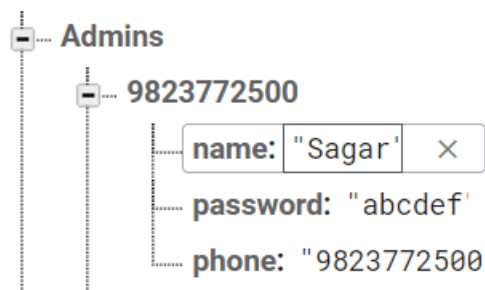 Admins
9823772500
name: "Sagar"
password: "abcdef"
phone: "9823772500